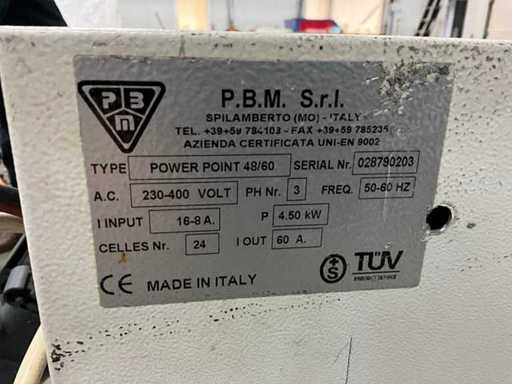 P B M
P.B.M. S.r.l.
SPILAMBERTO (MO) - ITALY
TEL. +39+59 784103 - FAX +39+59 785235
AZIENDA CERTIFICATA UNI-EN 9002
TYPE POWER POINT 48/60 SERIAL Nr. 028790203
A.C. 230-400 VOLT PH Nr. 3 FREQ. 50-60 HZ
I INPUT 16-8 A. P 4.50 kW
CELLES Nr. 24 I OUT 60 A.
CE MADE IN ITALY
S TÜV
PRODUCT SERVICE